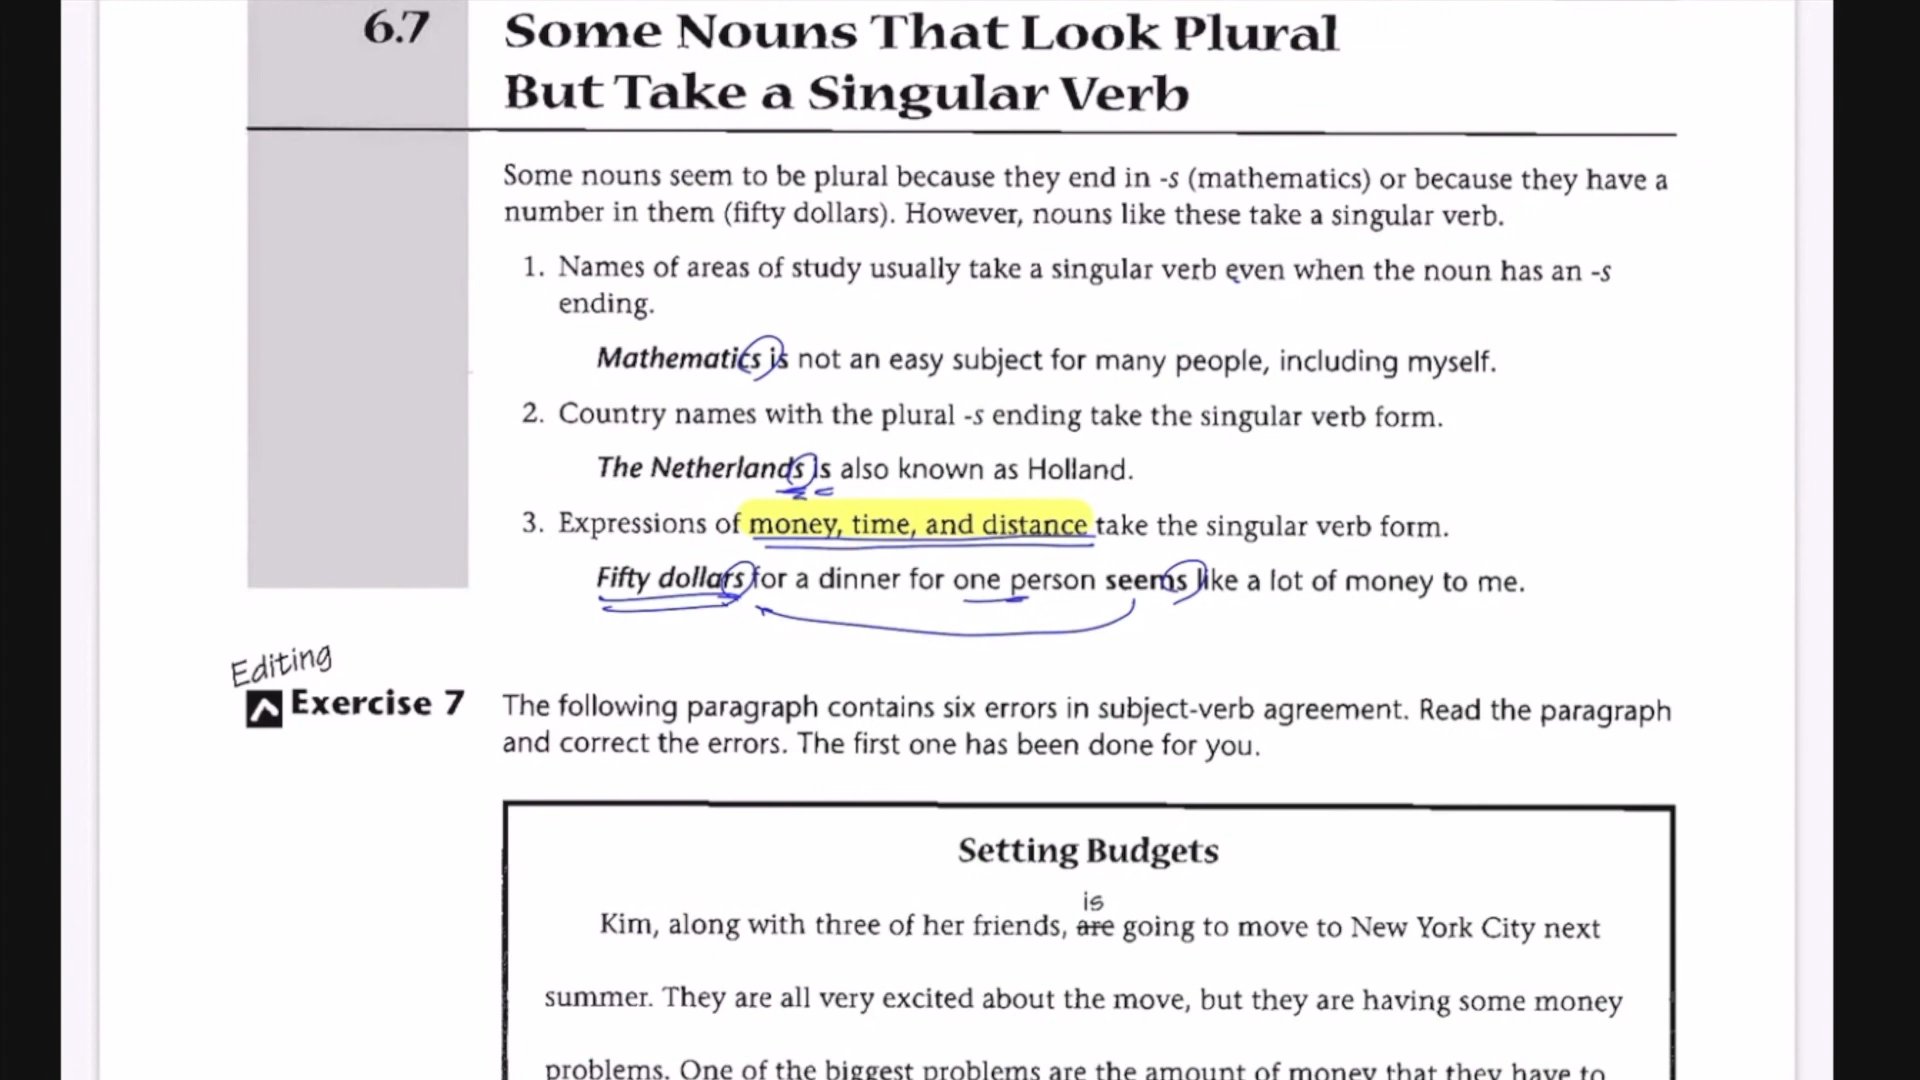 6.7
Some Nouns That Look Plural
But Take a Singular Verb
Some nouns seem to be plural because they end in -s (mathematics) or because they have a
number in them (fifty dollars). However, nouns like these take a singular verb.
1. Names of areas of study usually take a singular verb even when the noun has an -s
ending.
Mathematics is not an easy subject for many people, including myself.
2. Country names with the plural -s ending take the singular verb form.
The Netherlands is also known as Holland.
3. Expressions of money, time, and distance take the singular verb form.
Fifty dollars for a dinner for one person seems like a lot of money to me.
Editing
Exercise 7
The following paragraph contains six errors in subject-verb agreement. Read the paragraph
and correct the errors. The first one has been done for you.
Setting Budgets
is
Kim, along with three of her friends, are going to move to New York City next
summer. They are all very excited about the move, but they are having some money
problems. One of the biggest problems are the amount of money that they have to